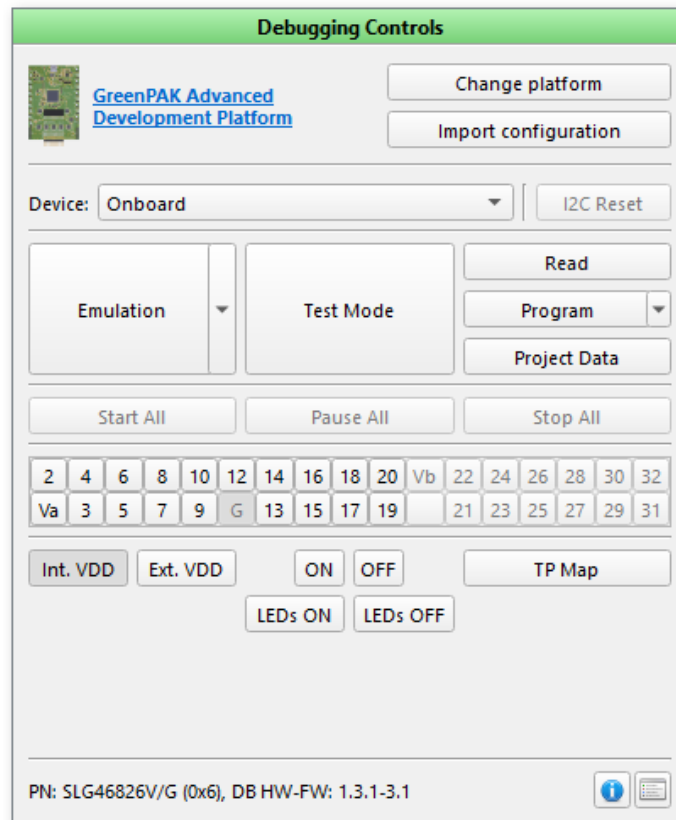 Debugging Controls
GreenPAK Advanced
Development Platform
Change platform
Import configuration
Device: Onboard
I2C Reset
Emulation
Test Mode
Read
Program
Project Data
Start All Pause All Stop All
2 4 6 8 10 12 14 16 18 20 Vb 22 24 26 28 30 32
Va 3 5 7 9 G 13 15 17 19 21 23 25 27 29 31
Int. VDD Ext. VDD ON OFF TP Map
LEDs ON LEDs OFF
PN: SLG46826V/G (0x6), DB HW-FW: 1.3.1-3.1